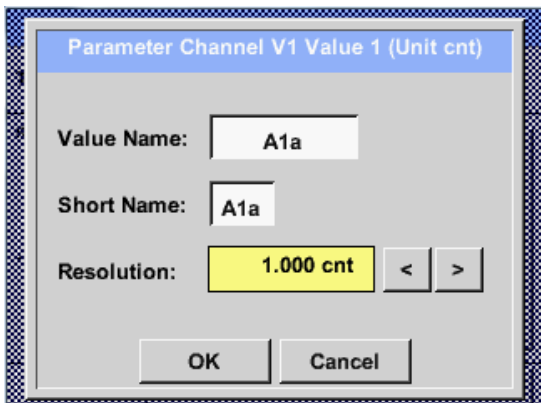 Parameter Channel V1 Value 1 (Unit cnt)
Value Name: A1a
Short Name: A1a
Resolution: 1.000 cnt < >
OK Cancel